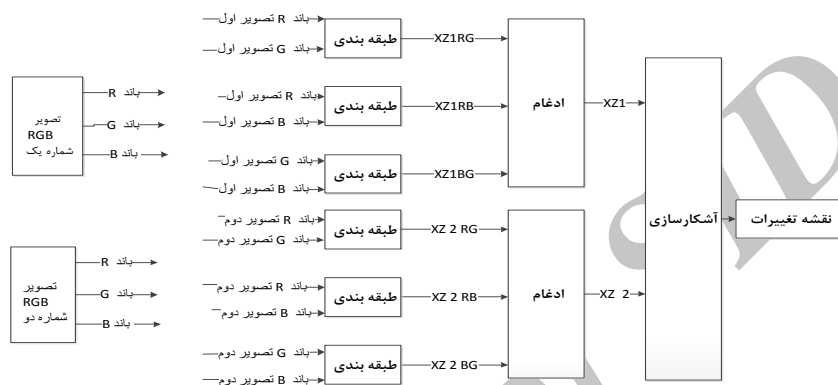 باند R تصویر اول
باند G تصویر اول
طبقه بندی
XZ1RG
باند R تصویر اول
باند B تصویر اول
طبقه بندی
XZ1RB
باند G تصویر اول
باند B تصویر اول
طبقه بندی
XZ1BG
ادغام
XZ1
تصویر
RGB
شماره یک
باند R
باند G
باند B
باند R تصویر دوم
باند G تصویر دوم
طبقه بندی
XZ 2 RG
باند R تصویر دوم
باند B تصویر دوم
طبقه بندی
XZ 2 RB
باند G تصویر دوم
باند B تصویر دوم
طبقه بندی
XZ 2 BG
ادغام
XZ 2
تصویر
RGB
شماره دو
باند R
باند G
باند B
آشکارسازی
نقشه تغییرات
SID